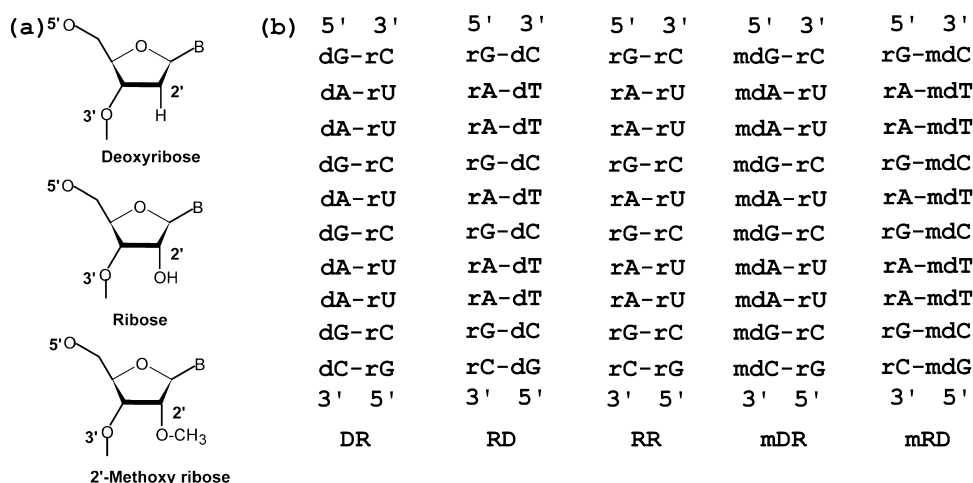 (a)
5'O
O
B
2'
3'
O
H
Deoxyribose
5'O
O
B
2'
3'
O
OH
Ribose
5'O
O
B
2'
3'
O
O-CH3
2'-Methoxy ribose
(b)
5' 3' 5' 3' 5' 3' 5' 3' 5' 3'
dG-rC rG-dC rG-rC mdG-rC rG-mdC
dA-rU rA-dT rA-rU mdA-rU rA-mdT
dA-rU rA-dT rA-rU mdA-rU rA-mdT
dG-rC rG-dC rG-rC mdG-rC rG-mdC
dA-rU rA-dT rA-rU mdA-rU rA-mdT
dG-rC rG-dC rG-rC mdG-rC rG-mdC
dA-rU rA-dT rA-rU mdA-rU rA-mdT
dA-rU rA-dT rA-rU mdA-rU rA-mdT
dG-rC rG-dC rG-rC mdG-rC rG-mdC
dC-rG rC-dG rC-rG mdC-rG rC-mdG
3' 5' 3' 5' 3' 5' 3' 5' 3' 5'
DR RD RR mDR mRD